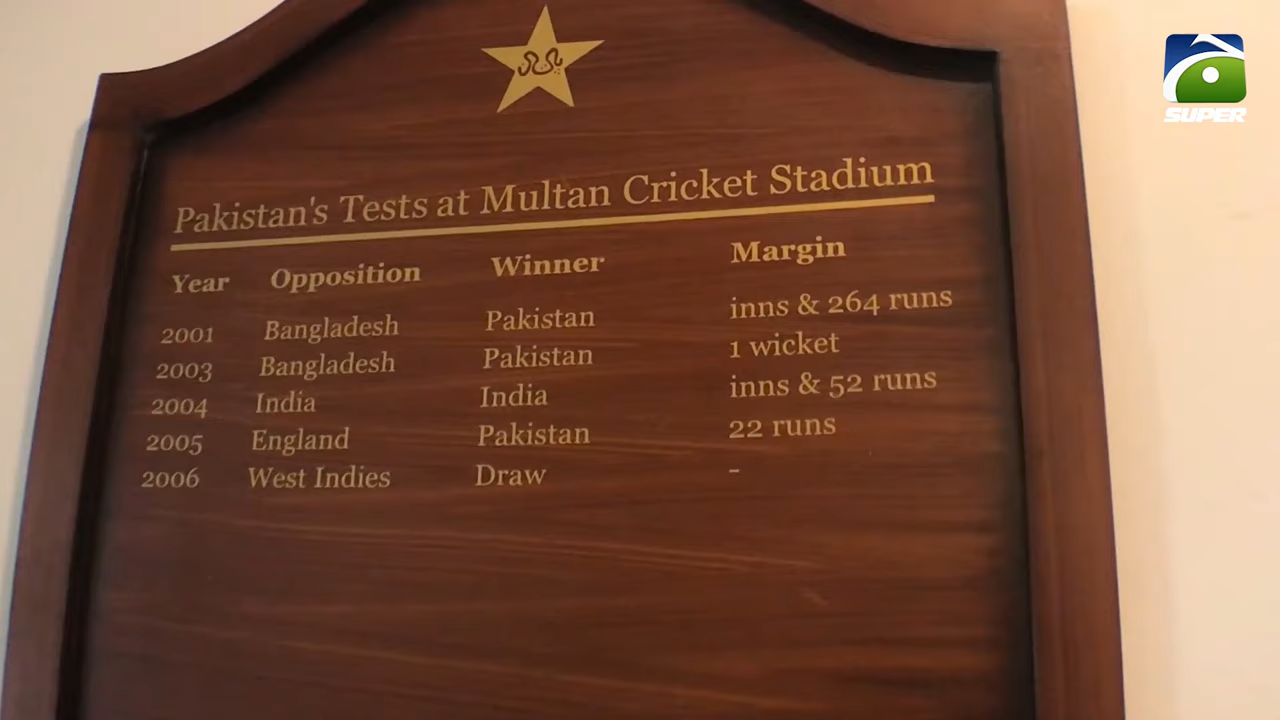 SUPER
Pakistan's Tests at Multan Cricket Stadium
Year Opposition Winner Margin
2001 Bangladesh Pakistan inns & 264 runs
2003 Bangladesh Pakistan 1 wicket
2004 India India inns & 52 runs
2005 England Pakistan 22 runs
2006 West Indies Draw -